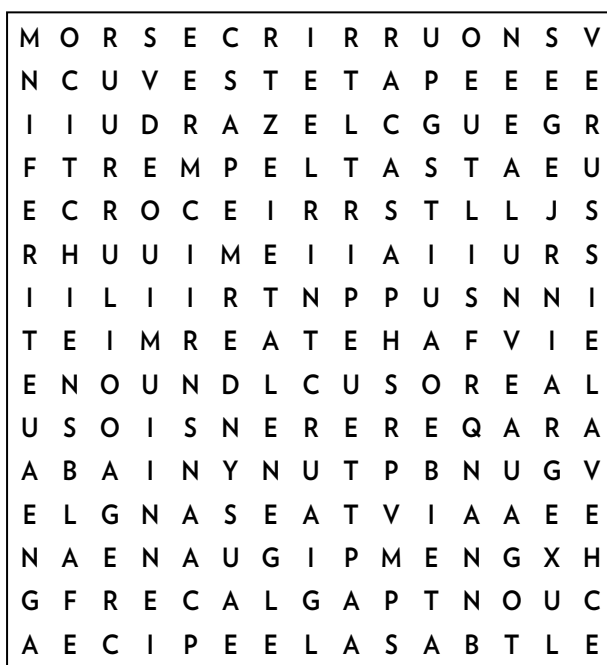 M O R S E C R I R R U O N S V
N C U V E S T E T A P E E E E
I I U D R A Z E L C G U E G R
F T R E M P E L T A S T A E U
E C R O C E I R R S T L L J S
R H U U I M E I I A I I U R S
I I L I I R T N P P U S N N I
T E I M R E A T E H A F V I E
E N O U N D L C U S O R E A L
U S O I S N E R E R E Q A R A
A B A I N Y N U T P B N U G V
E L G N A S E A T V I A A E E
N A E N A U G I P M E N G X H
G F R E C A L G A P T N O U C
A E C I P E E L A S A B T L E